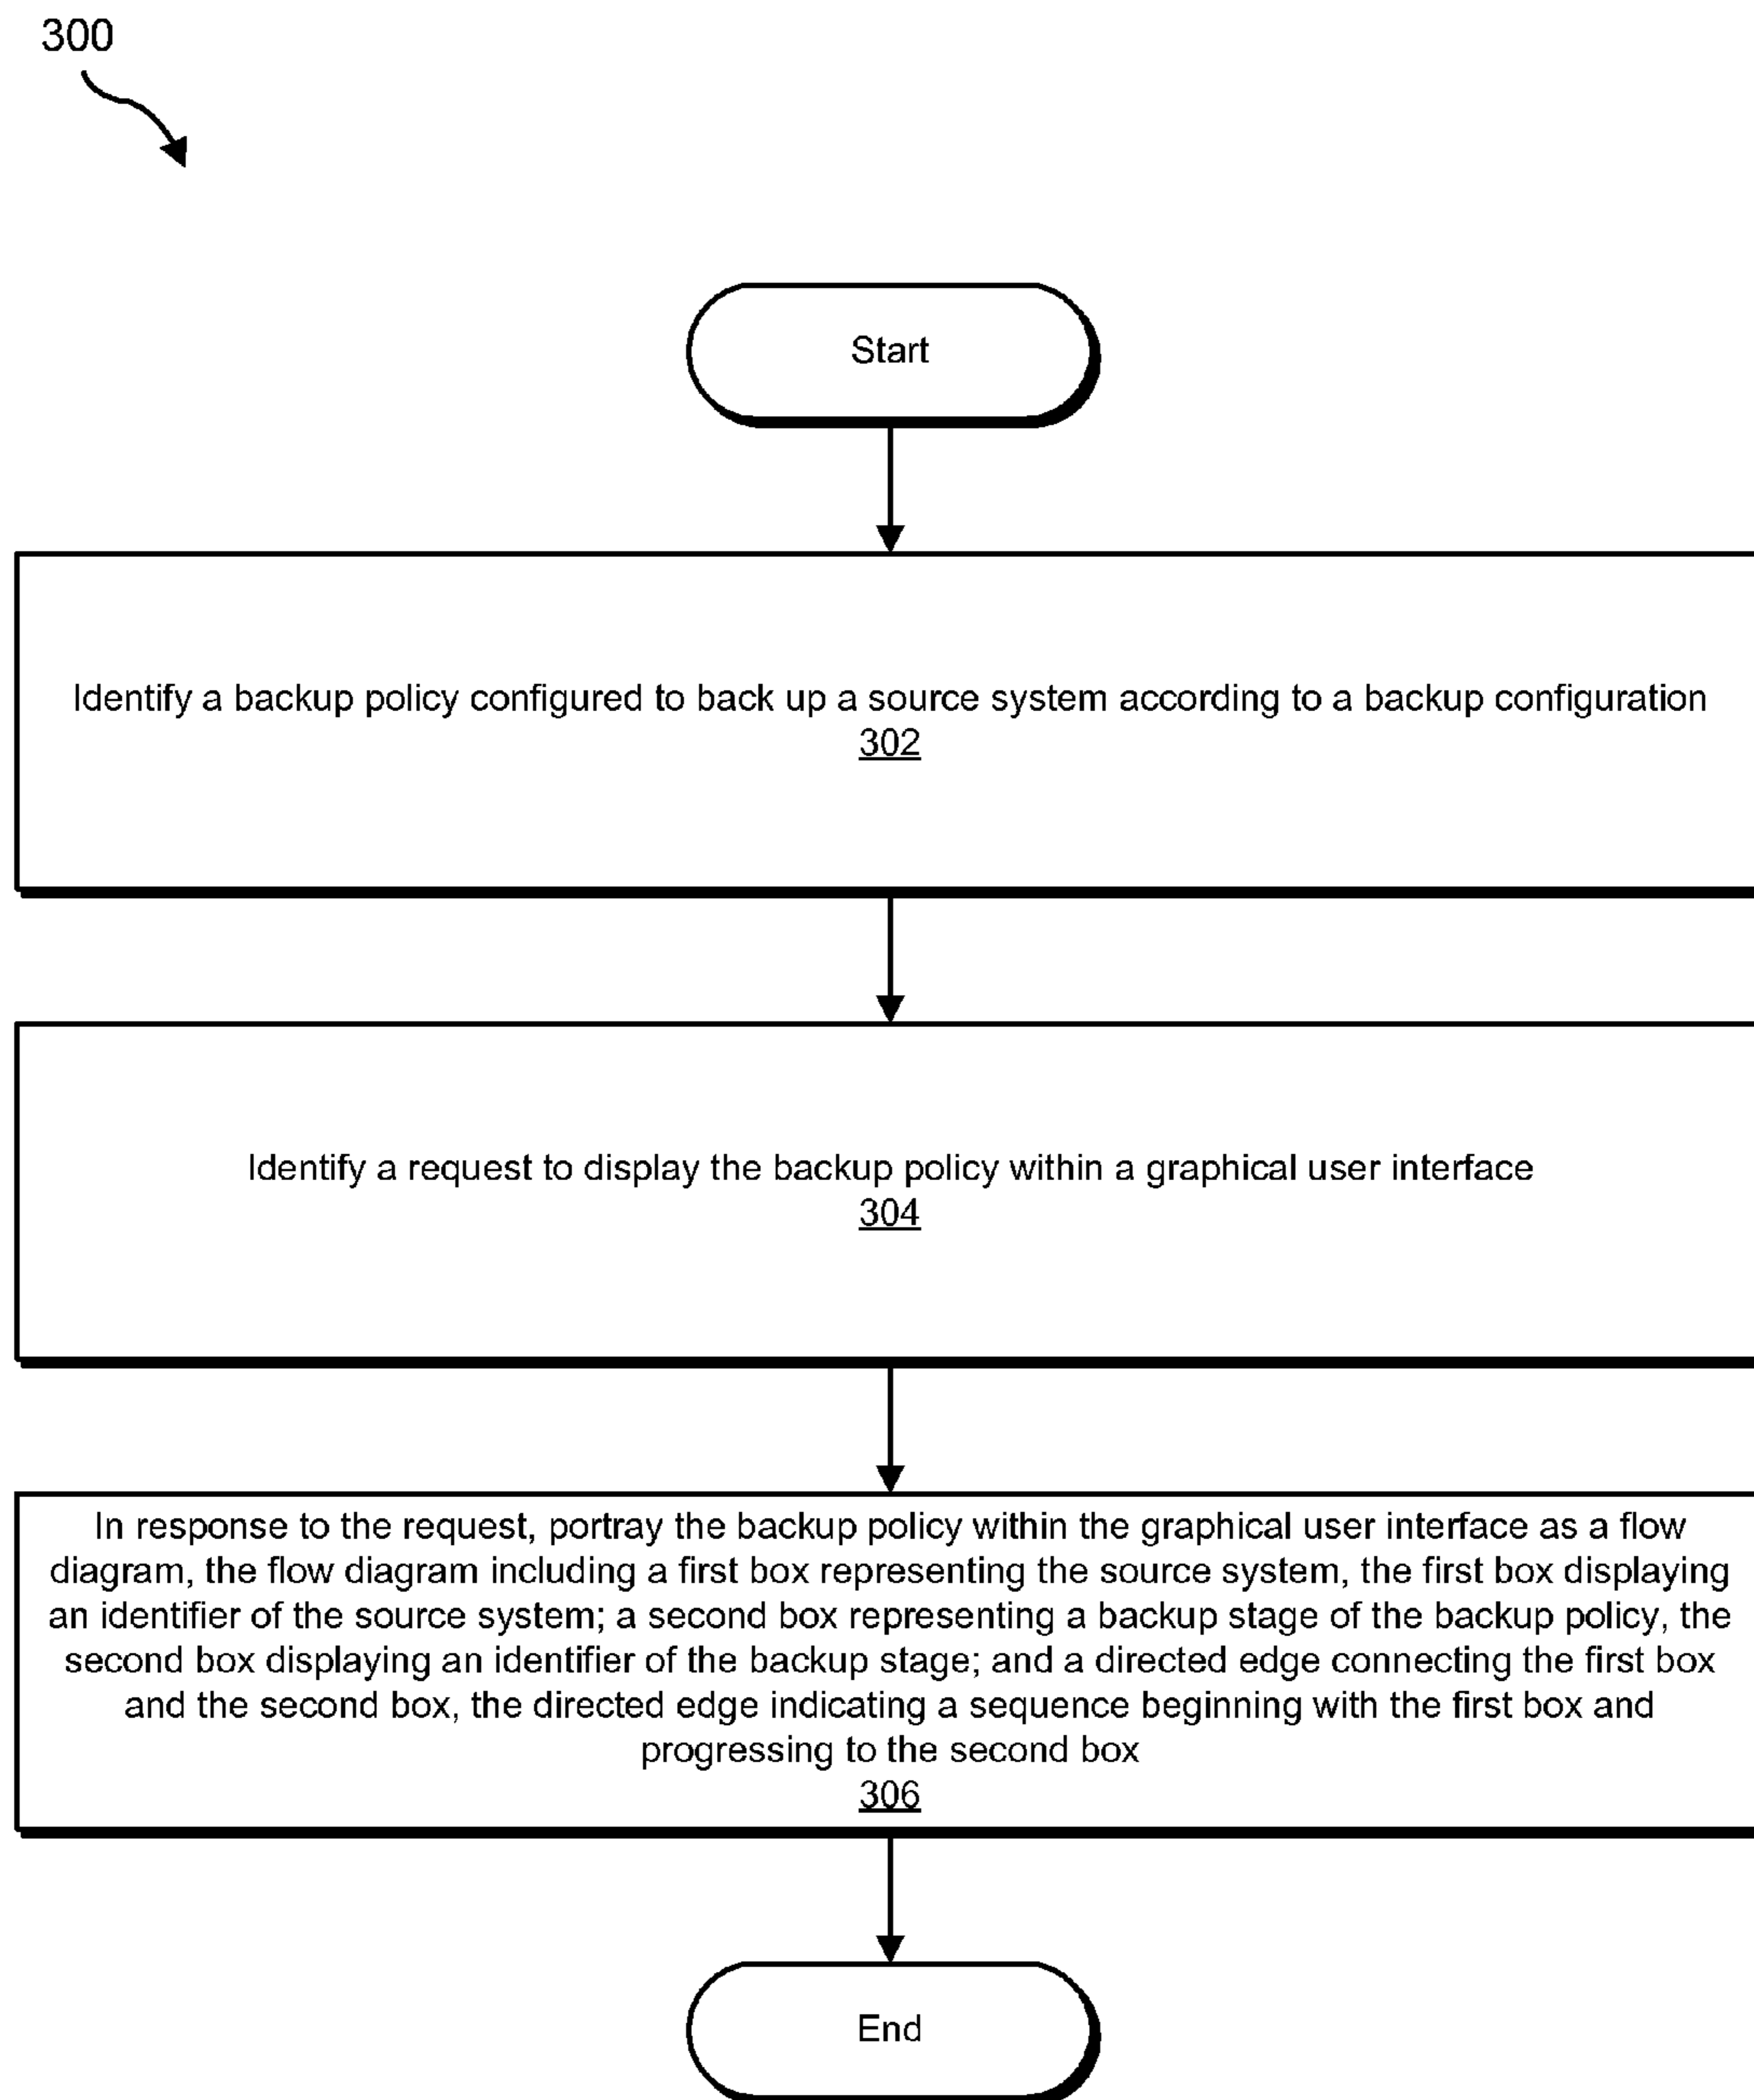 300
Start
Identify a backup policy configured to back up a source system according to a backup configuration
302
Identify a request to display the backup policy within a graphical user interface
304
In response to the request, portray the backup policy within the graphical user interface as a flow
diagram, the flow diagram including a first box representing the source system, the first box displaying
an identifier of the source system; a second box representing a backup stage of the backup policy, the
second box displaying an identifier of the backup stage; and a directed edge connecting the first box
and the second box, the directed edge indicating a sequence beginning with the first box and
progressing to the second box
306
End